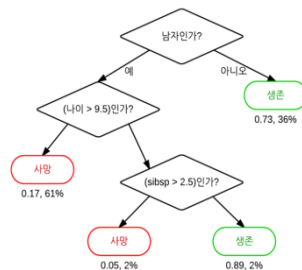 남자인가?
예
아니오
(나이 > 9.5)인가?
생존
0.73, 36%
사망
0.17, 61%
(sibsp > 2.5)인가?
사망
생존
0.05, 2%
0.89, 2%